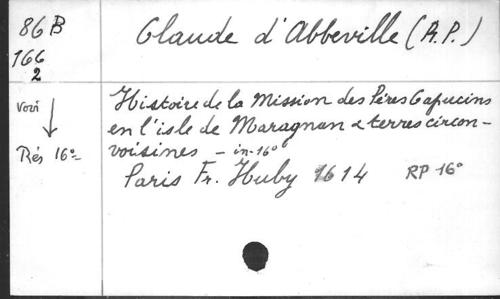 86B
166
2
Claude d'Abbeville (R.P.)
Histoire de la Mission des Pères Capucins
en l'isle de Maragnan & terres circon-
voisines - in-16°
Paris Fr. Huby 1614 RP 16°
voir
↓
Rés 16°